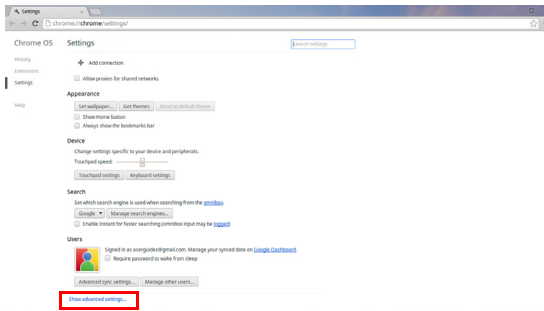 Settings
chrome://chrome/settings/
Chrome OS
History
Extensions
Settings
Help
Settings
Search settings
Add connection
Allow proxies for shared networks
Appearance
Set wallpaper... Get themes Reset to default theme
Show Home button
Always show the bookmarks bar
Device
Change settings specific to your device and peripherals.
Touchpad speed:
Touchpad settings Keyboard settings
Search
Set which search engine is used when searching from the omnibox.
Google Manage search engines...
Enable Instant for faster searching (omnibox input may be logged)
Users
Signed in as acerguides@gmail.com. Manage your synced data on Google Dashboard.
Require password to wake from sleep
Advanced sync settings... Manage other users...
Show advanced settings...